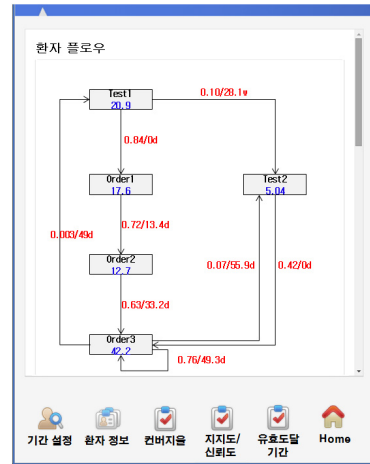 환자 플로우
Test1
20.9
0.10/28.1w
0.84/0d
Order1
17.6
Test2
5.04
0.72/13.4d
0.003/49d
Order2
12.7
0.07/55.9d
0.42/0d
0.63/33.2d
Order3
42.2
0.76/49.3d
기간 설정
환자 정보
컨버지율
지지도/
신뢰도
유효도달
기간
Home